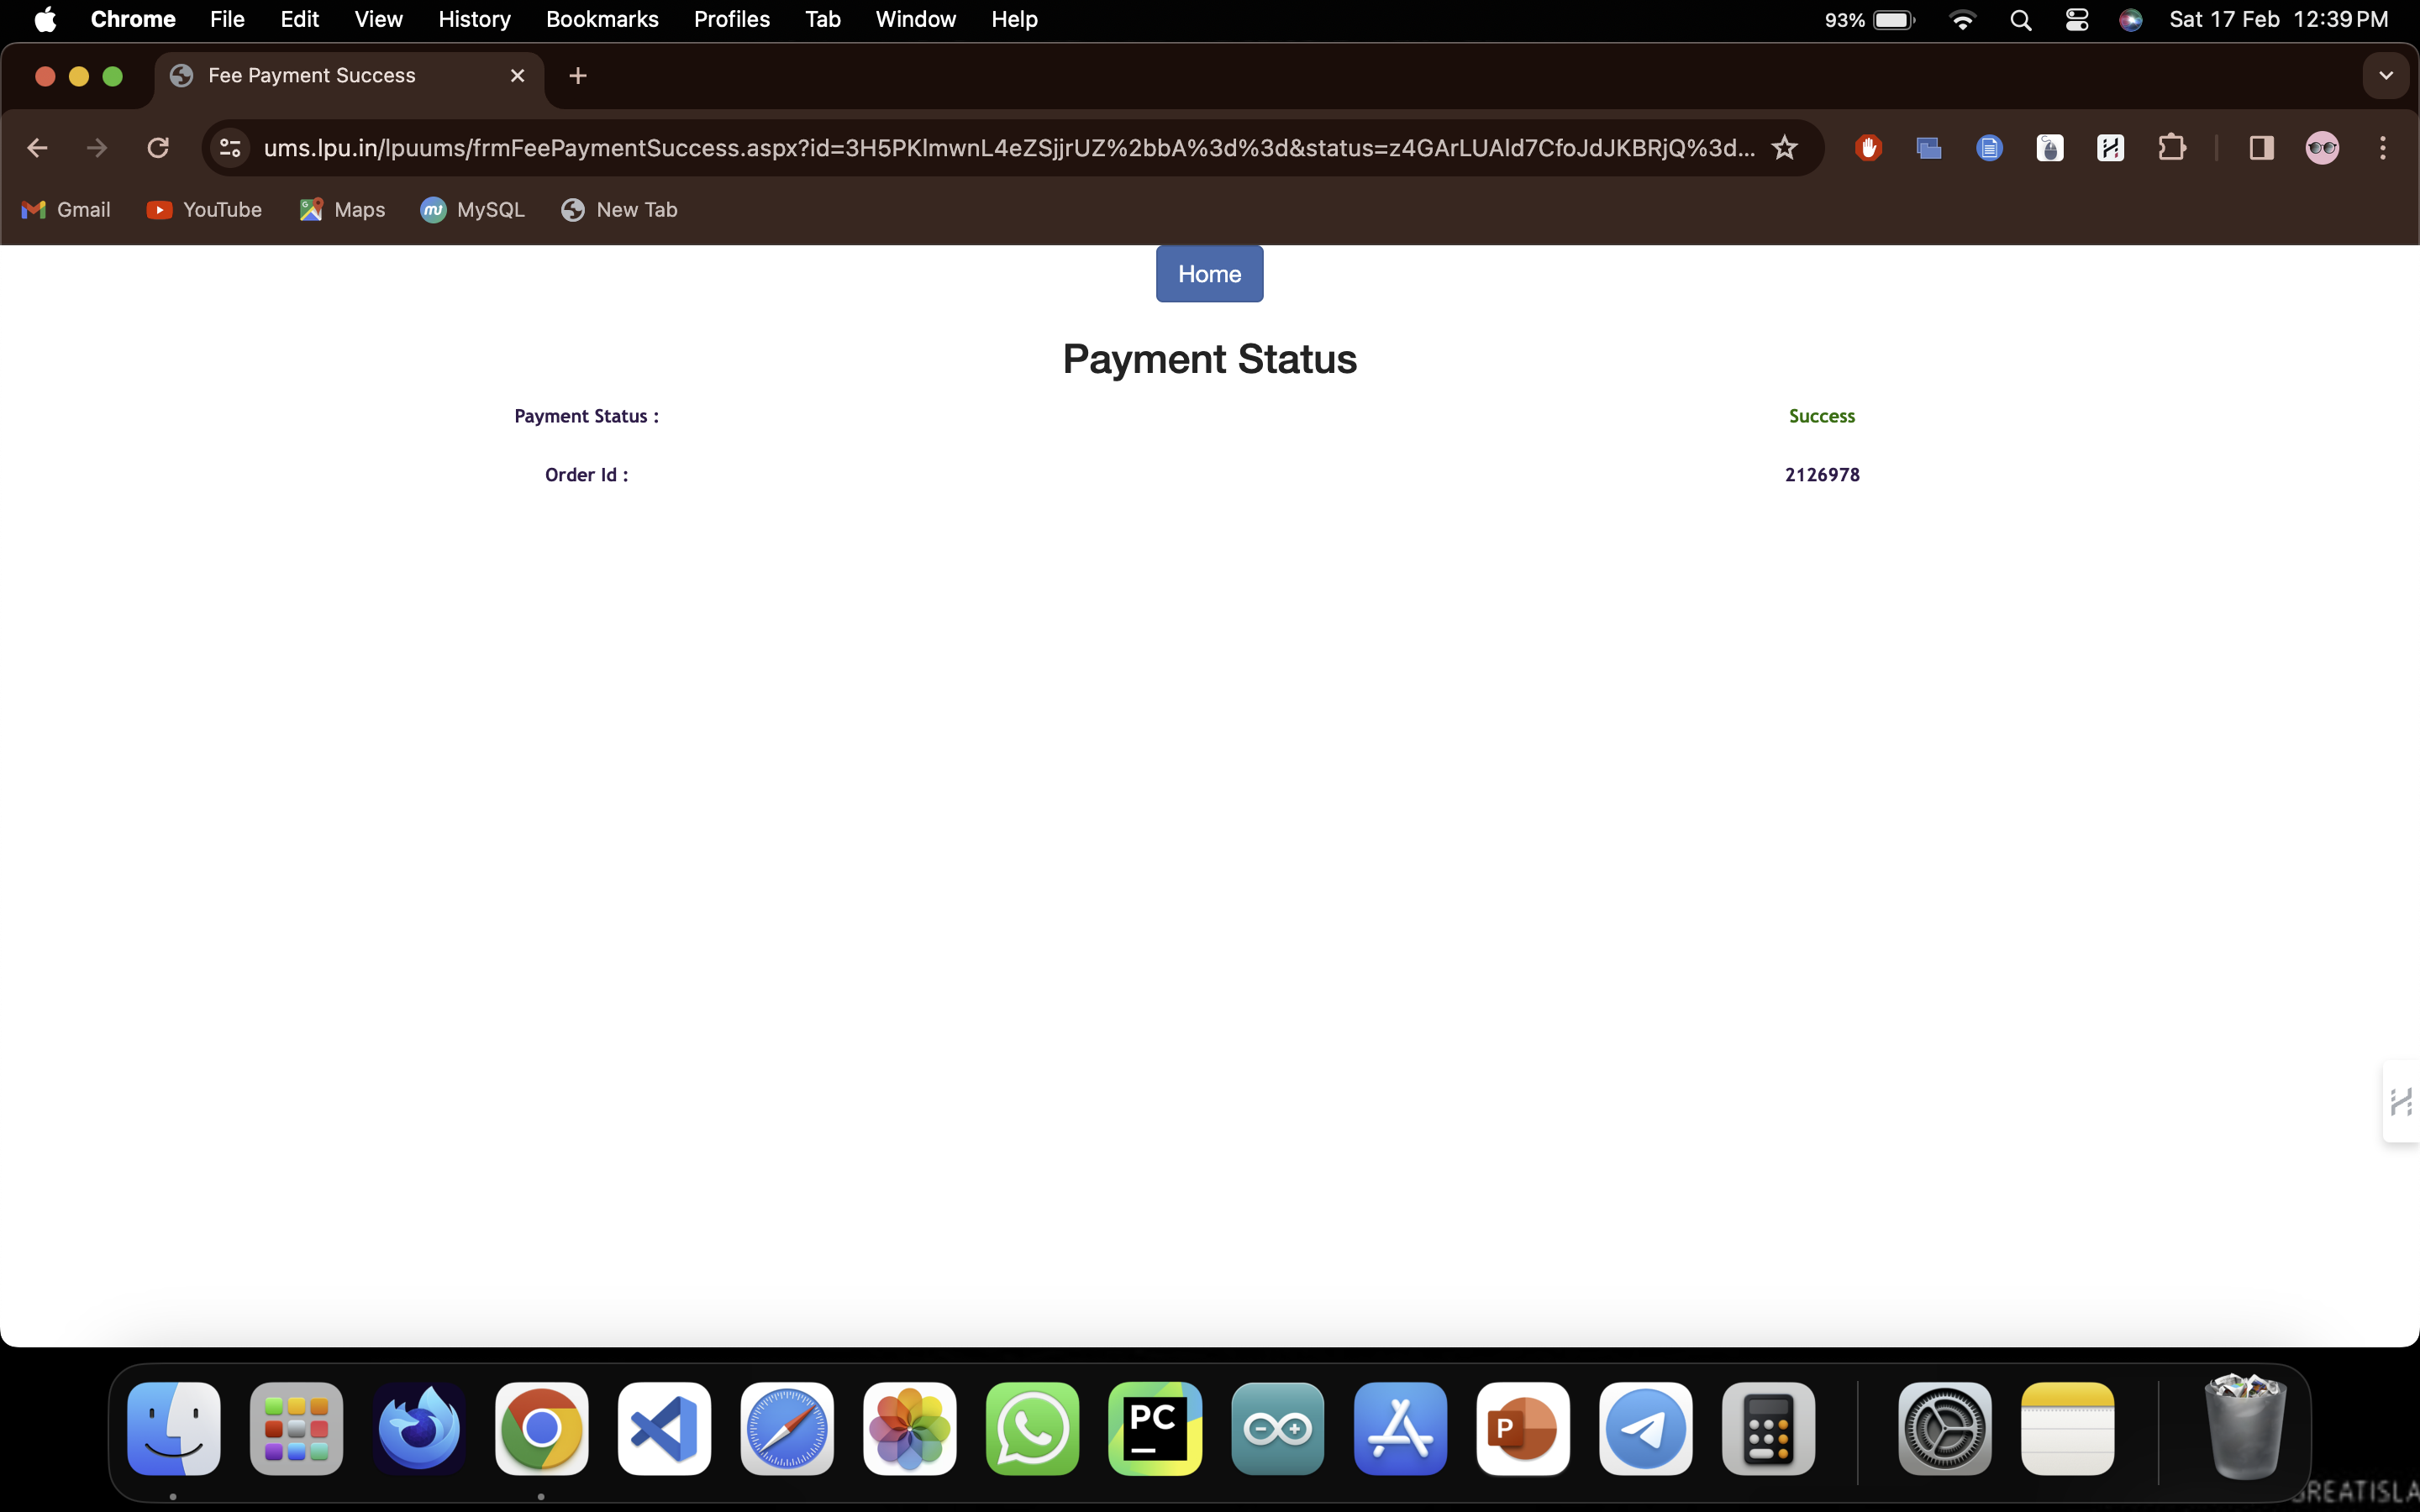 Chrome File Edit View History Bookmarks Profiles Tab Window Help 93% Sat 17 Feb 12:39 PM
Fee Payment Success
ums.lpu.in/lpuums/frmFeePaymentSuccess.aspx?id=3H5PKlmwnL4eZSjjrUZ%2bbA%3d%3d&status=z4GArLUAld7CfoJdJKBRjQ%3d...
Gmail YouTube Maps MySQL New Tab
Home
Payment Status
Payment Status : Success
Order Id : 2126978
PC
P